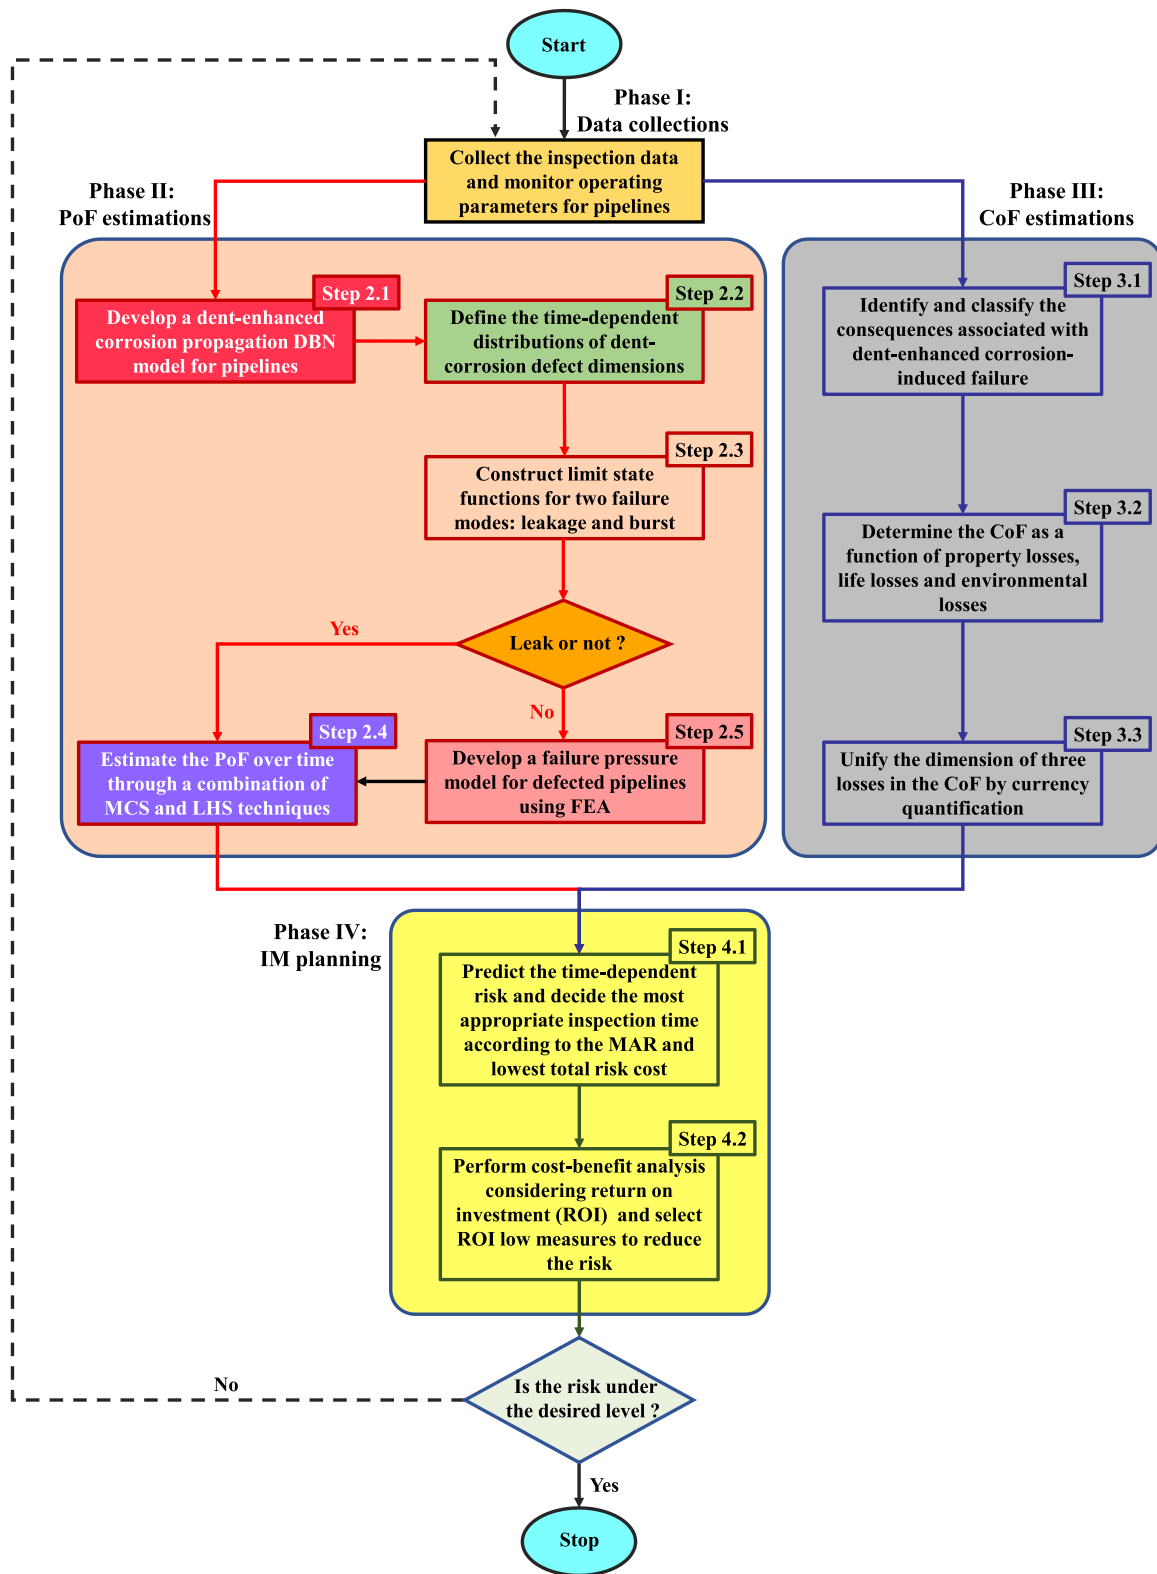 Start
Phase I:
Data collections
Collect the inspection data
and monitor operating
parameters for pipelines
Phase II:
PoF estimations
Phase III:
CoF estimations
Step 2.1
Develop a dent-enhanced
corrosion propagation DBN
model for pipelines
Step 2.2
Define the time-dependent
distributions of dent-
corrosion defect dimensions
Step 2.3
Construct limit state
functions for two failure
modes: leakage and burst
Leak or not ?
Yes
No
Step 2.4
Estimate the PoF over time
through a combination of
MCS and LHS techniques
Step 2.5
Develop a failure pressure
model for defected pipelines
using FEA
Step 3.1
Identify and classify the
consequences associated with
dent-enhanced corrosion-
induced failure
Step 3.2
Determine the CoF as a
function of property losses,
life losses and environmental
losses
Step 3.3
Unify the dimension of three
losses in the CoF by currency
quantification
Phase IV:
IM planning
Step 4.1
Predict the time-dependent
risk and decide the most
appropriate inspection time
according to the MAR and
lowest total risk cost
Step 4.2
Perform cost-benefit analysis
considering return on
investment (ROI) and select
ROI low measures to reduce
the risk
Is the risk under
the desired level ?
No
Yes
Stop